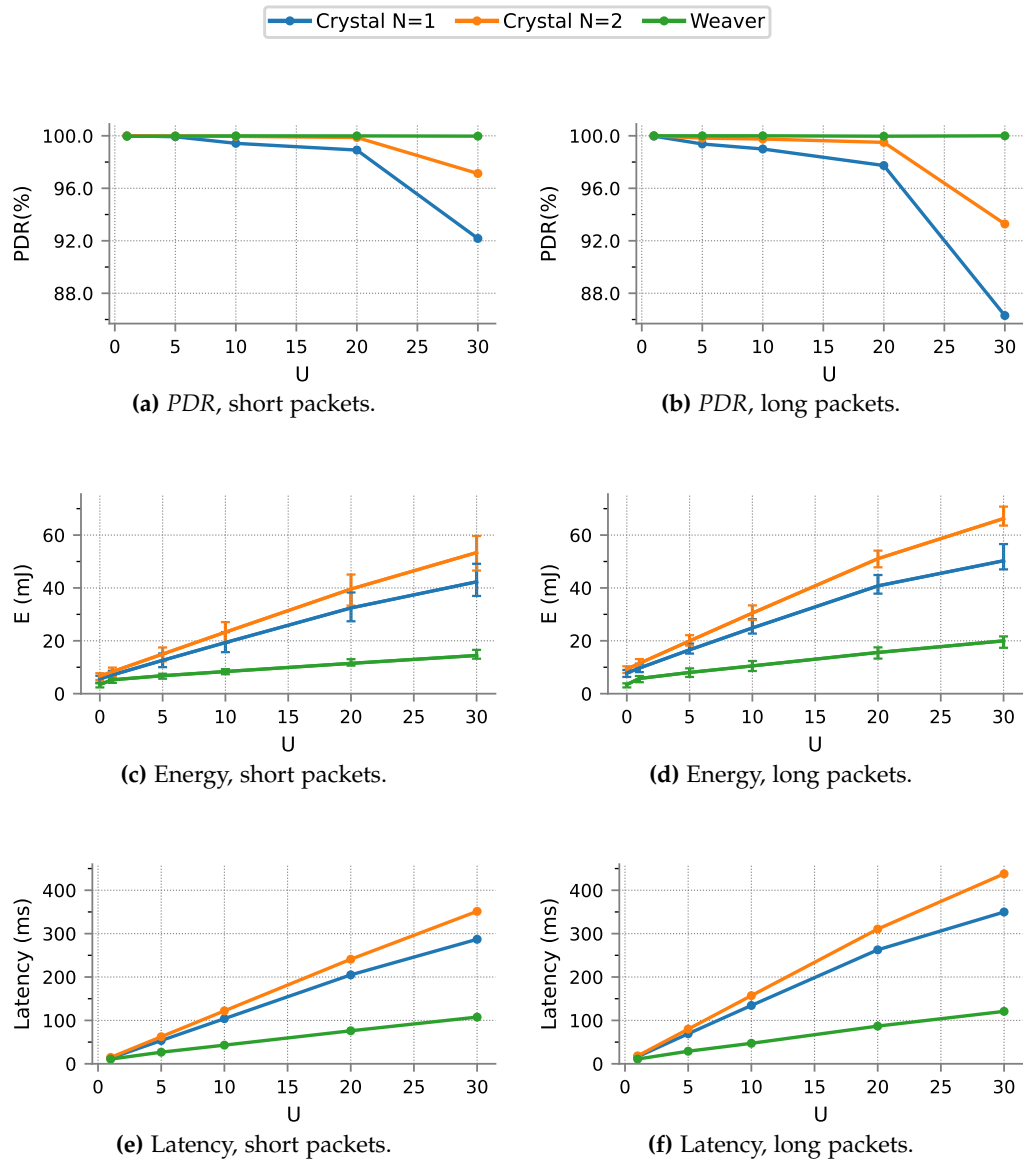 Crystal N=1 Crystal N=2 Weaver
100.0
96.0
92.0
88.0
PDR(%)
0 5 10 15 20 25 30
U
(a) PDR, short packets.
100.0
96.0
92.0
88.0
PDR(%)
0 5 10 15 20 25 30
U
(b) PDR, long packets.
60
40
20
0
E (mJ)
0 5 10 15 20 25 30
U
(c) Energy, short packets.
60
40
20
0
E (mJ)
0 5 10 15 20 25 30
U
(d) Energy, long packets.
400
300
200
100
0
Latency (ms)
0 5 10 15 20 25 30
U
(e) Latency, short packets.
400
300
200
100
0
Latency (ms)
0 5 10 15 20 25 30
U
(f) Latency, long packets.